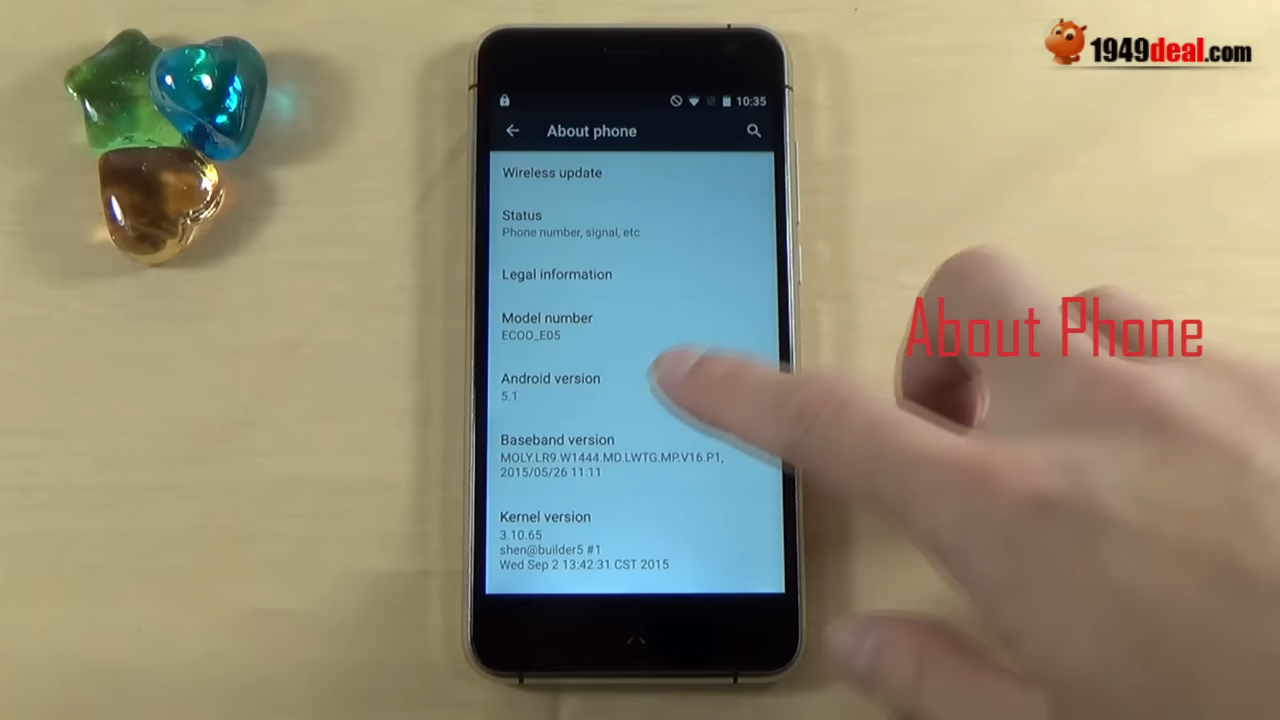 1949deal.com
10:35
About phone
Wireless update
Status
Phone number, signal, etc
Legal information
Model number
ECOO_E05
Android version
5.1
Baseband version
MOLY.LR9.W1444.MD.LWTG.MP.V16.P1,
2015/05/26 11:11
Kernel version
3.10.65
shen@builder5 #1
Wed Sep 2 13:42:31 CST 2015
About Phone